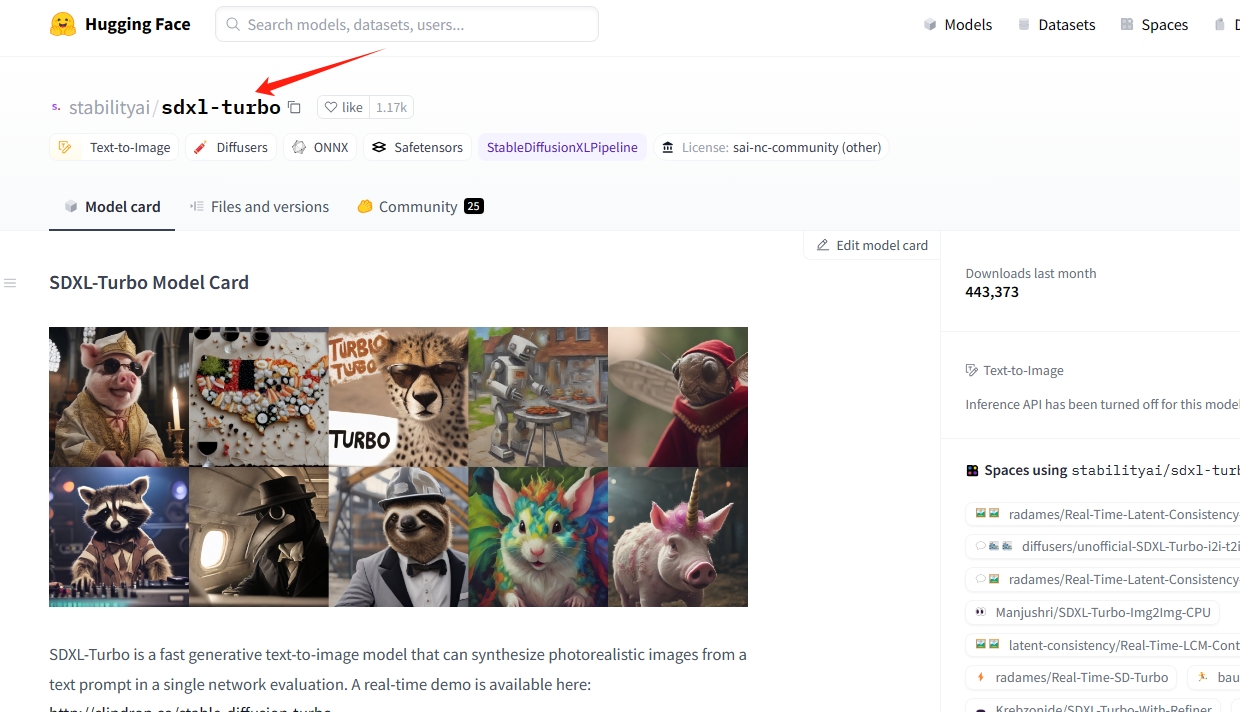 Hugging Face
Search models, datasets, users...
Models
Datasets
Spaces
s. stabilityai/sdxl-turbo
like 1.17k
Text-to-Image
Diffusers
ONNX
Safetensors
StableDiffusionXLPipeline
License: sai-nc-community (other)
Model card
Files and versions
Community 25
Edit model card
SDXL-Turbo Model Card
TURBO
SDXL-Turbo is a fast generative text-to-image model that can synthesize photorealistic images from a
text prompt in a single network evaluation. A real-time demo is available here:
http://clipdrop.co/stable-diffusion-turbo
Downloads last month
443,373
Text-to-Image
Inference API has been turned off for this model
Spaces using stabilityai/sdxl-turb
radames/Real-Time-Latent-Consistency-
diffusers/unofficial-SDXL-Turbo-i2i-t2i
radames/Real-Time-Latent-Consistency-
Manjushri/SDXL-Turbo-Img2Img-CPU
latent-consistency/Real-Time-LCM-Cont
radames/Real-Time-SD-Turbo
bau
Krebzonide/SDXL-Turbo-With-Refiner